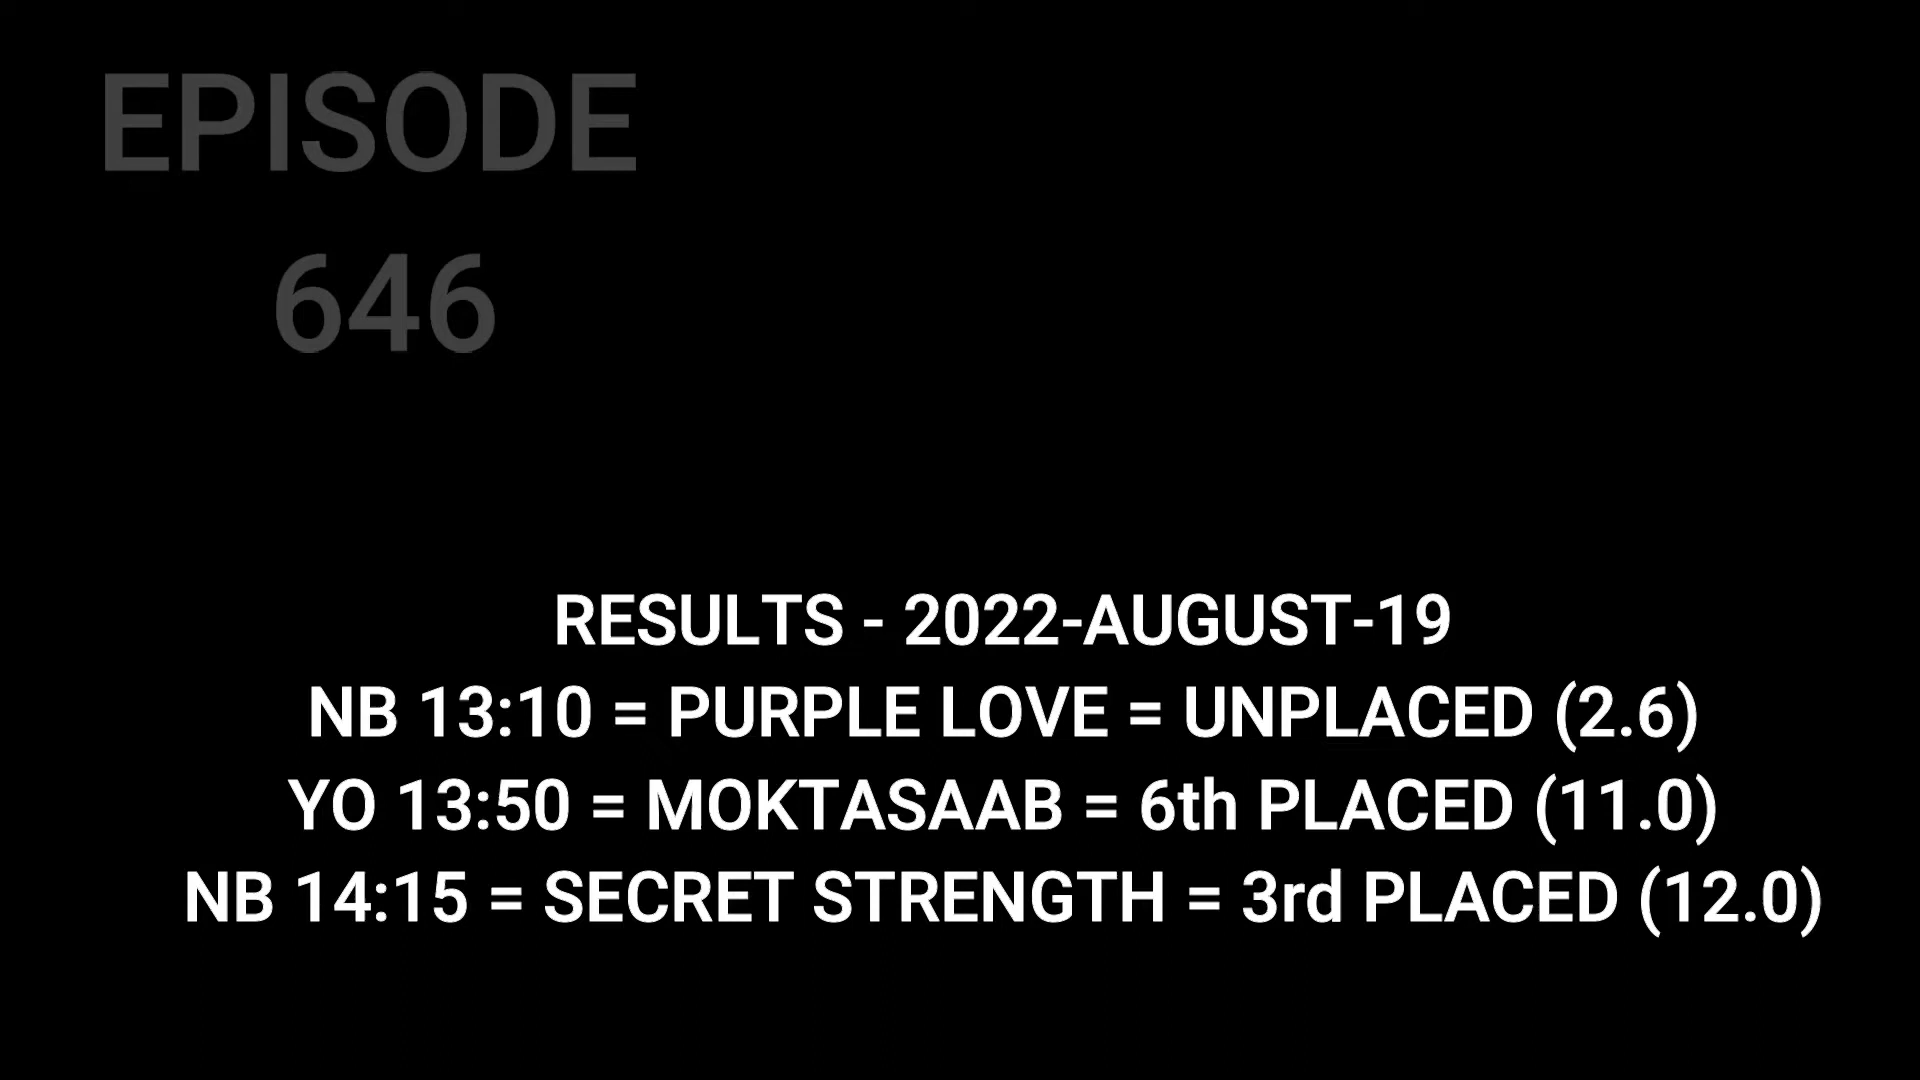 EPISODE
646
RESULTS - 2022-AUGUST-19
NB 13:10 = PURPLE LOVE = UNPLACED (2.6)
YO 13:50 = MOKTASAAB = 6th PLACED (11.0)
NB 14:15 = SECRET STRENGTH = 3rd PLACED (12.0)